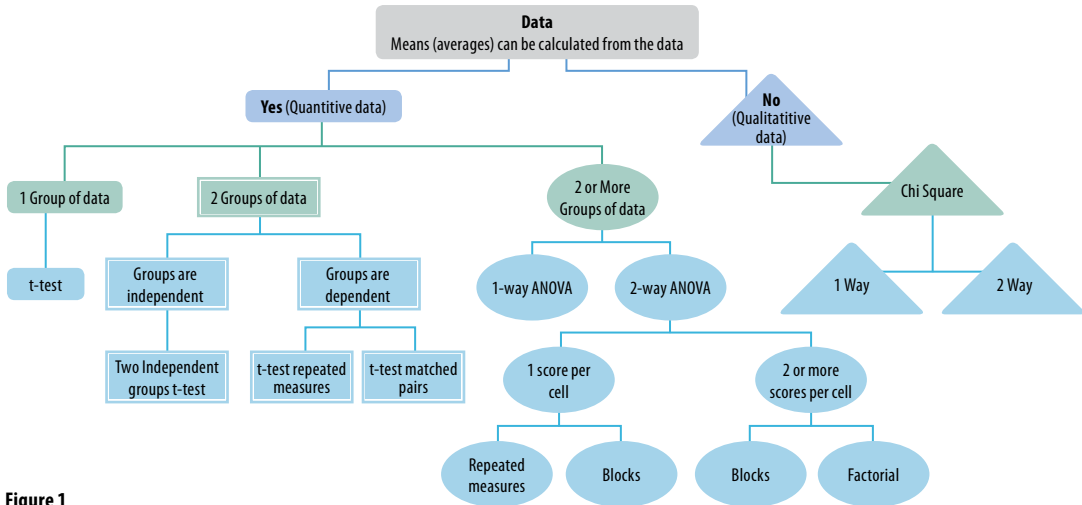 Data
Means (averages) can be calculated from the data
Yes (Quantitive data)
No
(Qualitatitive
data)
1 Group of data
2 Groups of data
2 or More
Groups of data
Chi Square
t-test
Groups are
independent
Groups are
dependent
1-way ANOVA
2-way ANOVA
1 Way
2 Way
Two Independent
groups t-test
t-test repeated
measures
t-test matched
pairs
1 score per
cell
2 or more
scores per cell
Repeated
measures
Blocks
Blocks
Factorial
Figure 1